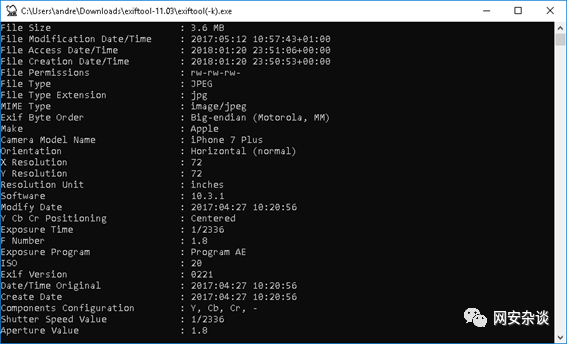 C:\Users\andre\Downloads\exiftool-11.03\exiftool(-k).exe
File Size : 3.6 MB
File Modification Date/Time : 2017:05:12 10:57:43+01:00
File Access Date/Time : 2018:01:20 23:51:06+00:00
File Creation Date/Time : 2018:01:20 23:50:53+00:00
File Permissions : rw-rw-rw-
File Type : JPEG
File Type Extension : jpg
MIME Type : image/jpeg
Exif Byte Order : Big-endian (Motorola, MM)
Make : Apple
Camera Model Name : iPhone 7 Plus
Orientation : Horizontal (normal)
X Resolution : 72
Y Resolution : 72
Resolution Unit : inches
Software : 10.3.1
Modify Date : 2017:04:27 10:20:56
Y Cb Cr Positioning : Centered
Exposure Time : 1/2336
F Number : 1.8
Exposure Program : Program AE
ISO : 20
Exif Version : 0221
Date/Time Original : 2017:04:27 10:20:56
Create Date : 2017:04:27 10:20:56
Components Configuration : Y, Cb, Cr, -
Shutter Speed Value : 1/2336
Aperture Value : 1.8
网安杂谈